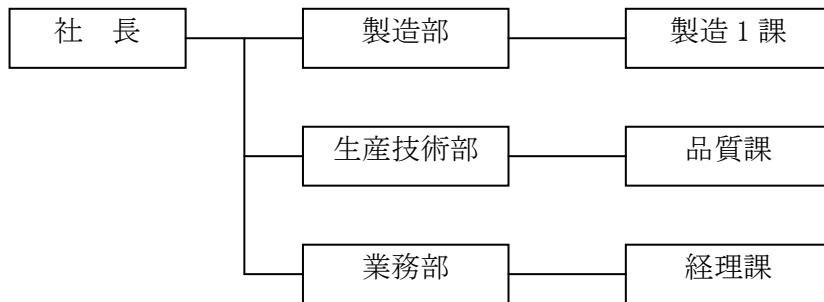 社　長
製造部
製造１課
生産技術部
品質課
業務部
経理課